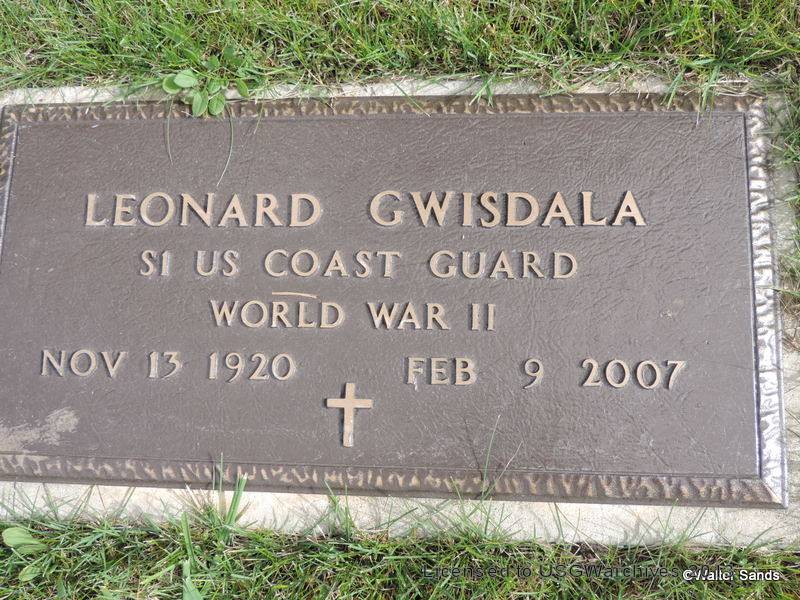 LEONARD GWISDALA
S1 US COAST GUARD
WORLD WAR II
NOV 13 1920 FEB 9 2007
Licensed to USGWarchives
Sands